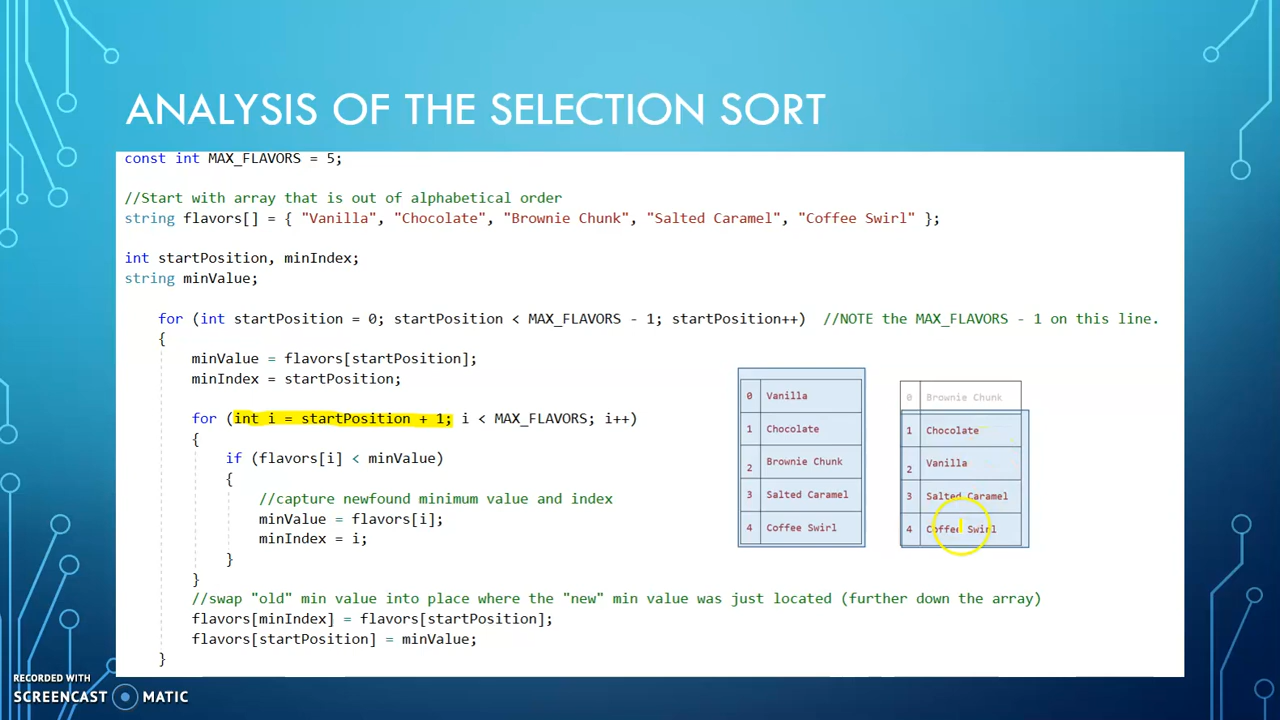 ANALYSIS OF THE SELECTION SORT
const int MAX_FLAVORS = 5;
//Start with array that is out of alphabetical order
string flavors[] = { "Vanilla", "Chocolate", "Brownie Chunk", "Salted Caramel", "Coffee Swirl" };
int startPosition, minIndex;
string minValue;
for (int startPosition = 0; startPosition < MAX_FLAVORS - 1; startPosition++) //NOTE the MAX_FLAVORS - 1 on this line.
{
minValue = flavors[startPosition];
minIndex = startPosition;
for (int i = startPosition + 1; i < MAX_FLAVORS; i++)
{
if (flavors[i] < minValue)
{
//capture newfound minimum value and index
minValue = flavors[i];
minIndex = i;
}
}
//swap "old" min value into place where the "new" min value was just located (further down the array)
flavors[minIndex] = flavors[startPosition];
flavors[startPosition] = minValue;
}
0 Vanilla
1 Chocolate
2 Brownie Chunk
3 Salted Caramel
4 Coffee Swirl
0 Brownie Chunk
1 Chocolate
2 Vanilla
3 Salted Caramel
4 Coffee Swirl
RECORDED WITH
SCREENCAST MATIC